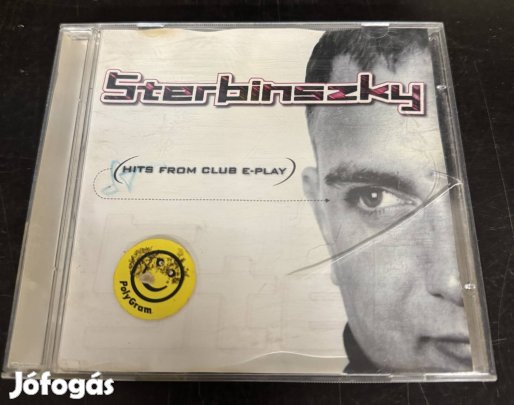 Sterbinszky
(HITS FROM CLUB E-PLAY)
PolyGram
Jófogás